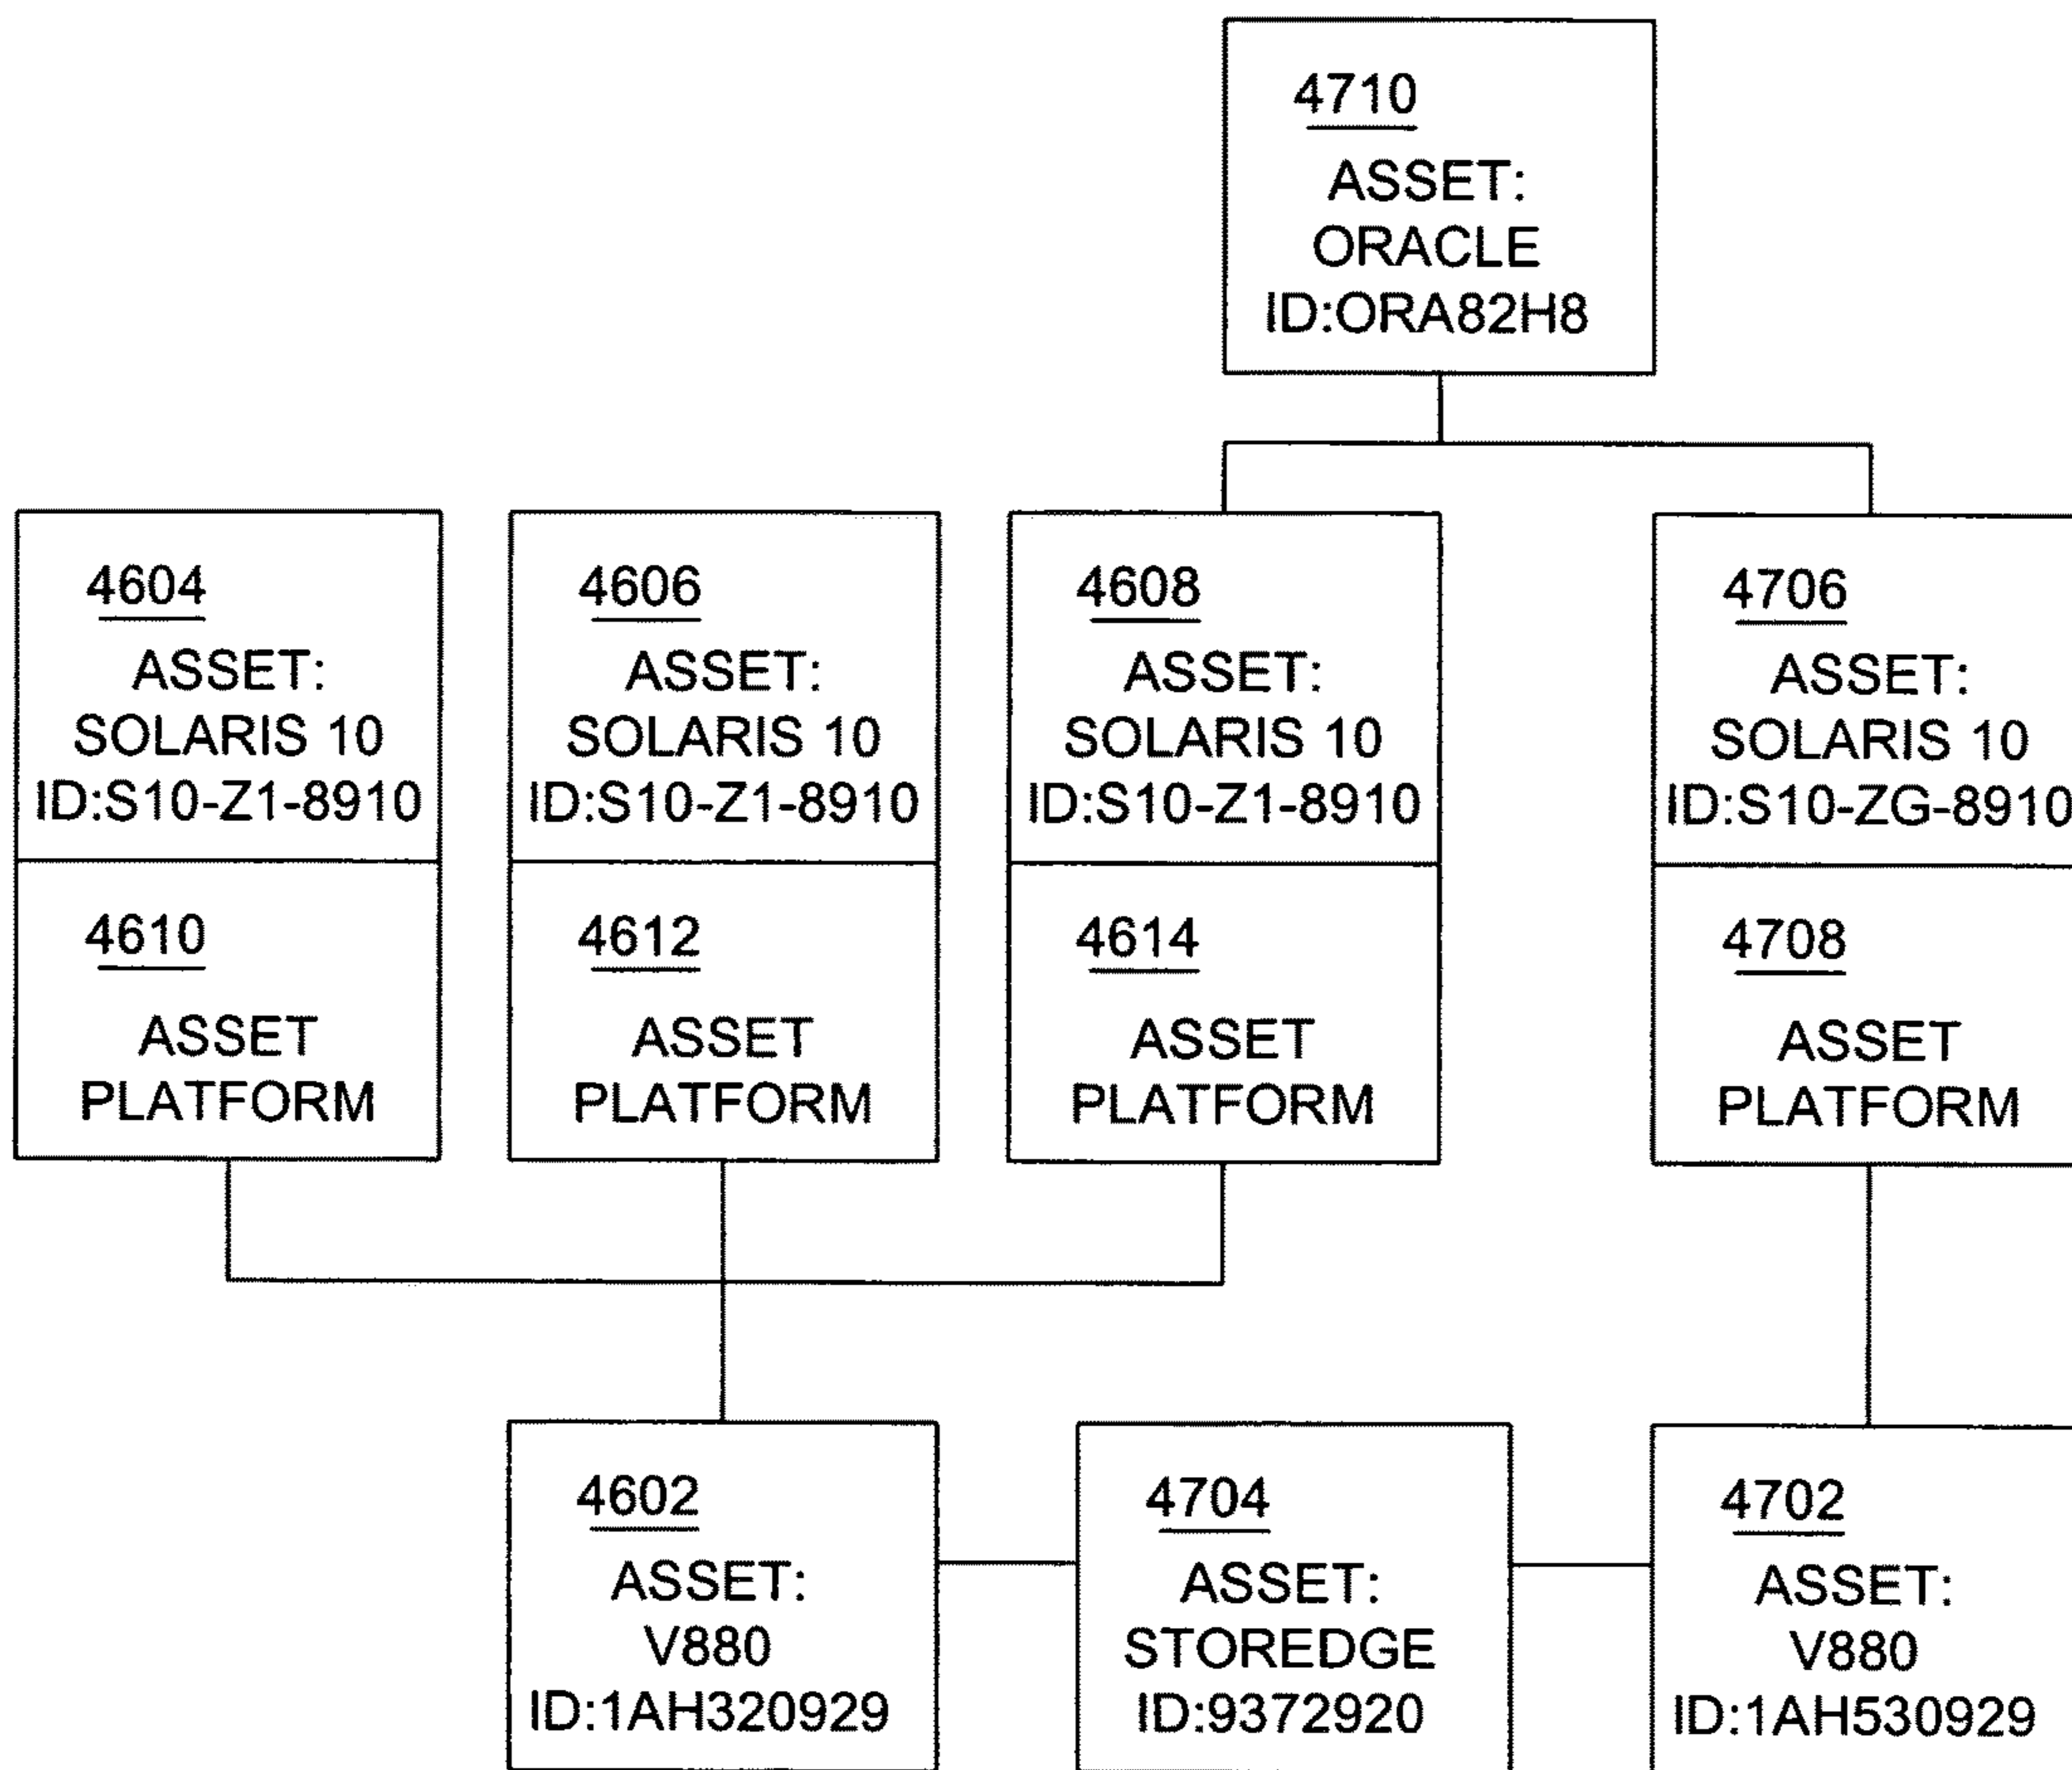 4710
ASSET:
ORACLE
ID:ORA82H8
4604
ASSET:
SOLARIS 10
ID:S10-Z1-8910
4610
ASSET
PLATFORM
4606
ASSET:
SOLARIS 10
ID:S10-Z1-8910
4612
ASSET
PLATFORM
4608
ASSET:
SOLARIS 10
ID:S10-Z1-8910
4614
ASSET
PLATFORM
4706
ASSET:
SOLARIS 10
ID:S10-ZG-8910
4708
ASSET
PLATFORM
4602
ASSET:
V880
ID:1AH320929
4704
ASSET:
STOREDGE
ID:9372920
4702
ASSET:
V880
ID:1AH530929